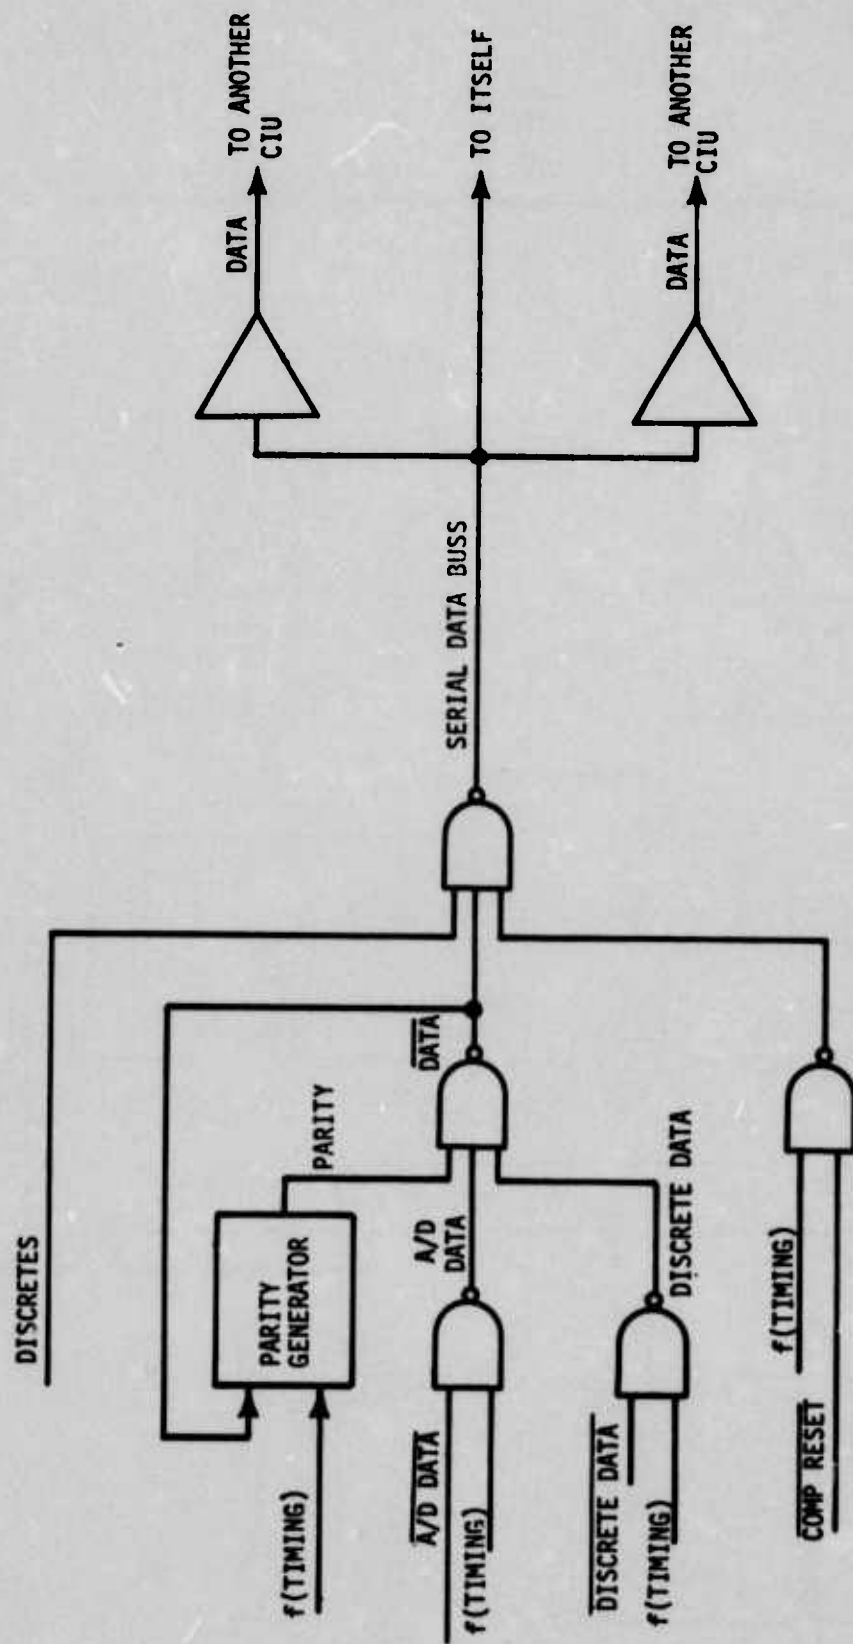 DISCRETES
f(TIMING)
PARITY
GENERATOR
PARITY
A/D DATA
f(TIMING)
A/D
DATA
DISCRETE DATA
f(TIMING)
DISCRETE DATA
DATA
COMP RESET
f(TIMING)
SERIAL DATA BUSS
DATA
TO ANOTHER
CIU
TO ITSELF
DATA
TO ANOTHER
CIU